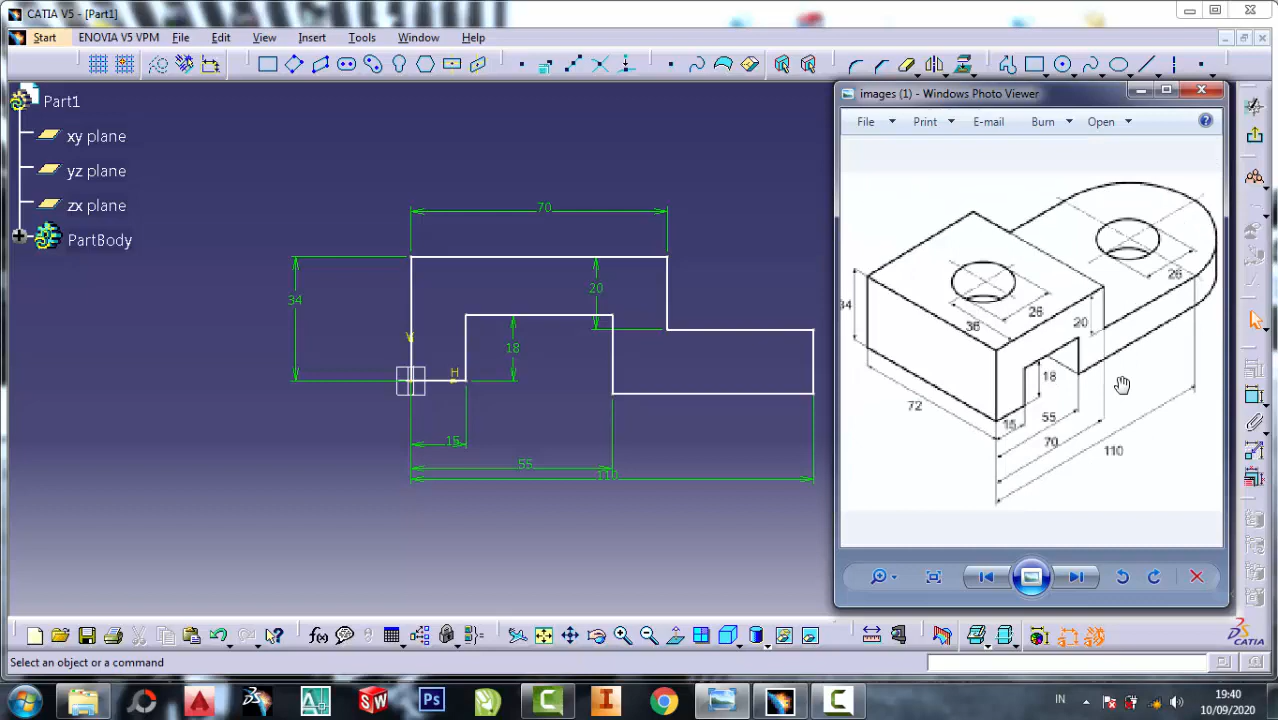 CATIA V5 - [Part1]
Start ENOVIA V5 VPM File Edit View Insert Tools Window Help
Part1
xy plane
yz plane
zx plane
PartBody
70
34
20
18
V
H
15
55
110
images (1) - Windows Photo Viewer
File Print E-mail Burn Open
26
34
36
26
20
18
72
15
55
70
110
f(x)
Select an object or a command
CATIA
Ps
IN
19:40
10/09/2020